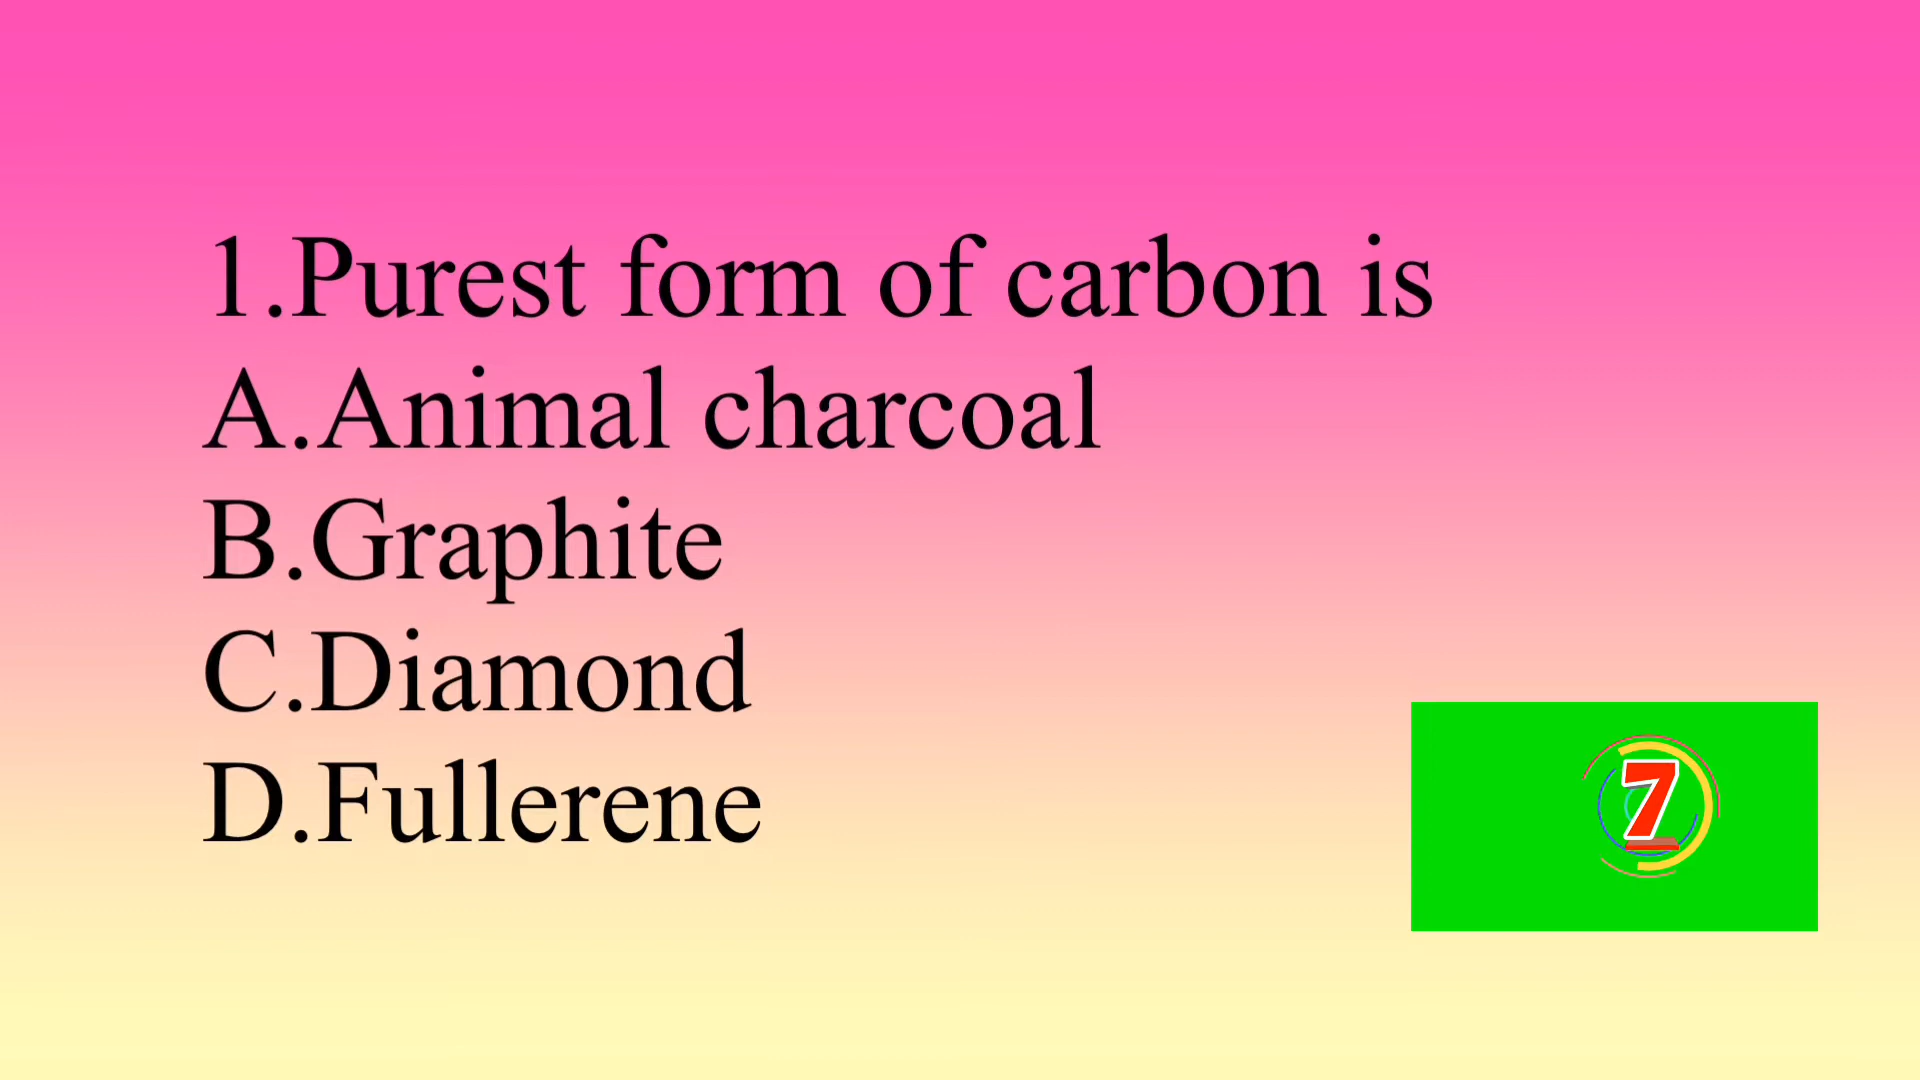 1.Purest form of carbon is
A.Animal charcoal
B.Graphite
C.Diamond
D.Fullerene
7